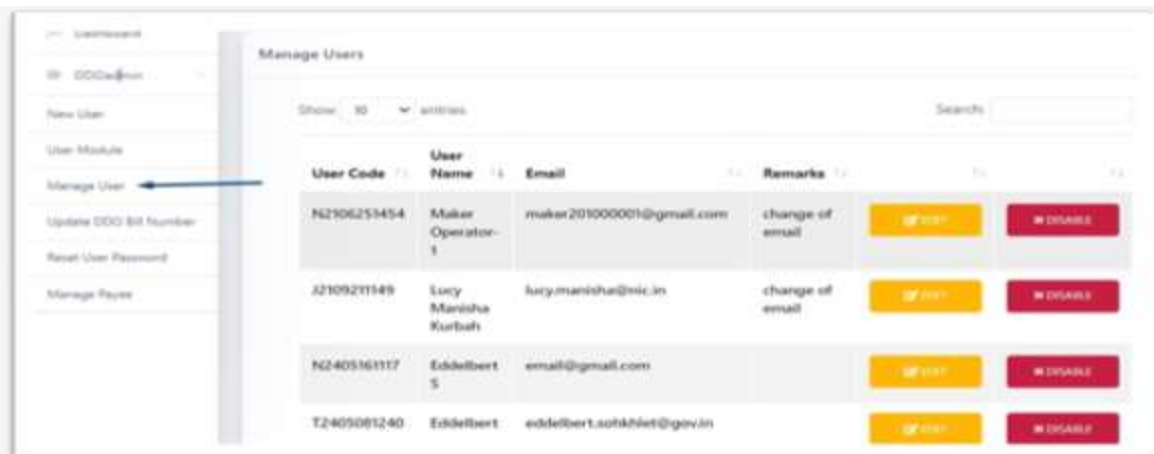 Dashboard
DDOadmin
New User
User Module
Manage User
Update DDO Bill Number
Reset User Password
Manage Payee
Manage Users
Show 10 entries
Search:
User Code
User
Name
Email
Remarks
N2106251454
Maker
Operator-
1
maker201000001@gmail.com
change of
email
EDIT
DISABLE
J2109211149
Lucy
Manisha
Kurbah
lucy.manisha@nic.in
change of
email
EDIT
DISABLE
N2405161117
Eddelbert
S
email@gmail.com
EDIT
DISABLE
T2405081240
Eddelbert
eddelbert.sohkhlet@gov.in
EDIT
DISABLE